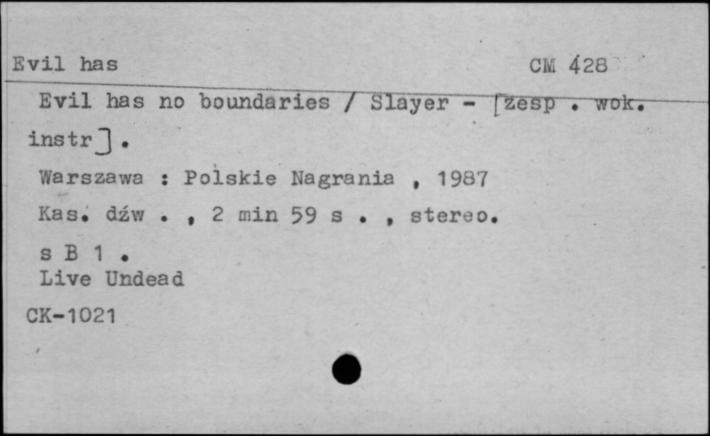 Evil has CM 428
Evil has no boundaries / Slayer - [zesp . wok.
instr] .
Warszawa : Polskie Nagrania , 1987
Kas. dźw . , 2 min 59 s . , stereo.
s B 1 .
Live Undead
CK-1021